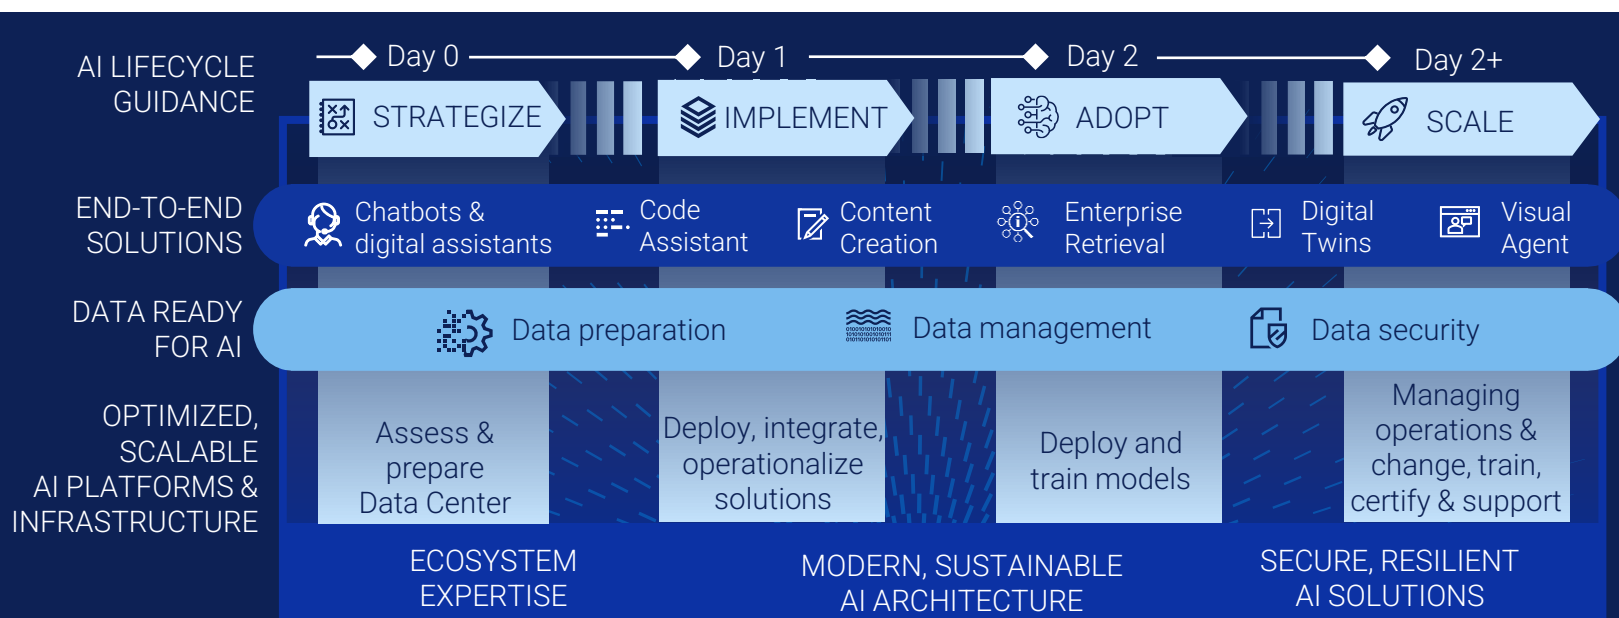 AI LIFECYCLE
GUIDANCE
Day 0
Day 1
Day 2
Day 2+
STRATEGIZE
IMPLEMENT
ADOPT
SCALE
END-TO-END
SOLUTIONS
Chatbots &
digital assistants
Code
Assistant
Content
Creation
Enterprise
Retrieval
Digital
Twins
Visual
Agent
DATA READY
FOR AI
Data preparation
Data management
Data security
OPTIMIZED,
SCALABLE
AI PLATFORMS &
INFRASTRUCTURE
Assess &
prepare
Data Center
Deploy, integrate,
operationalize
solutions
Deploy and
train models
Managing
operations &
change, train,
certify & support
ECOSYSTEM
EXPERTISE
MODERN, SUSTAINABLE
AI ARCHITECTURE
SECURE, RESILIENT
AI SOLUTIONS